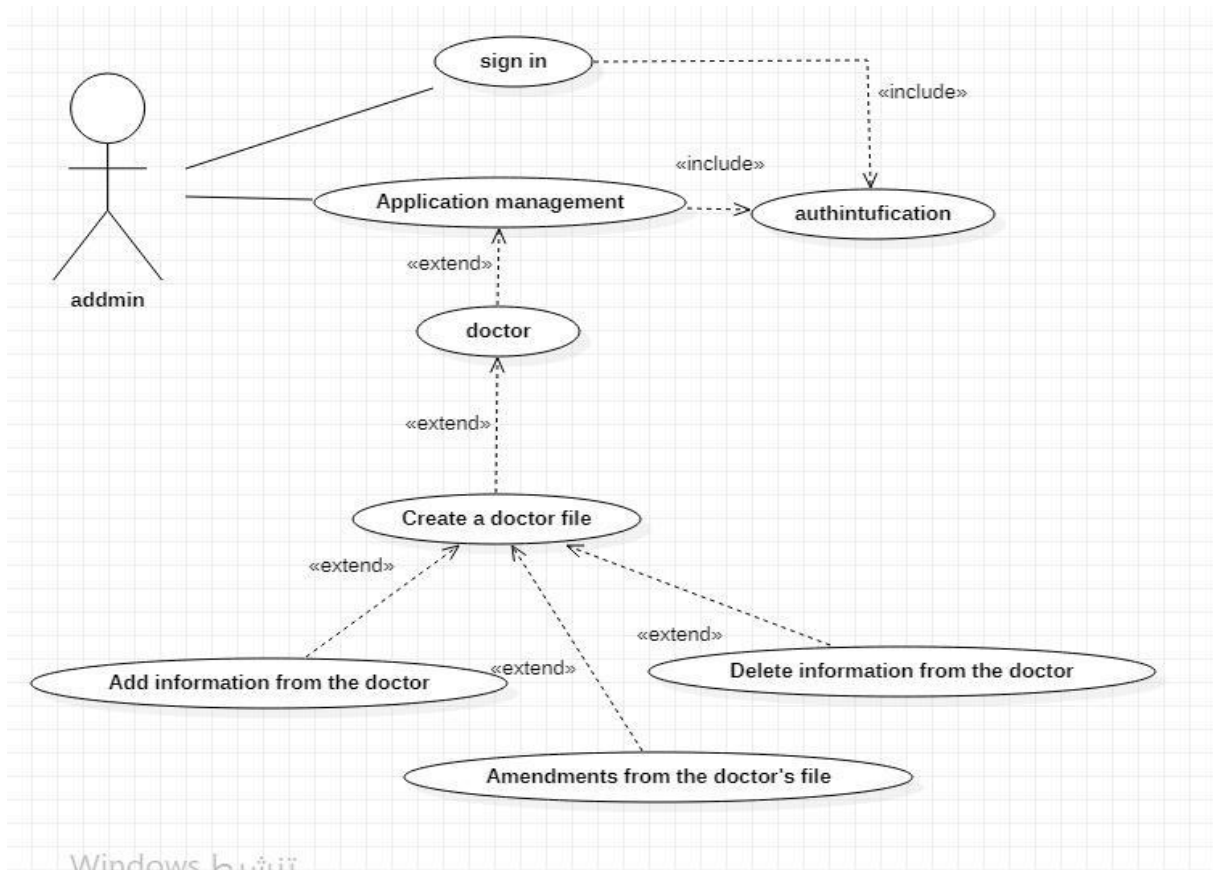 sign in
«include»
«include»
Application management
authintufication
«extend»
addmin
doctor
«extend»
Create a doctor file
«extend»
«extend»
«extend»
Add information from the doctor
Delete information from the doctor
Amendments from the doctor's file
تنشيط Windows